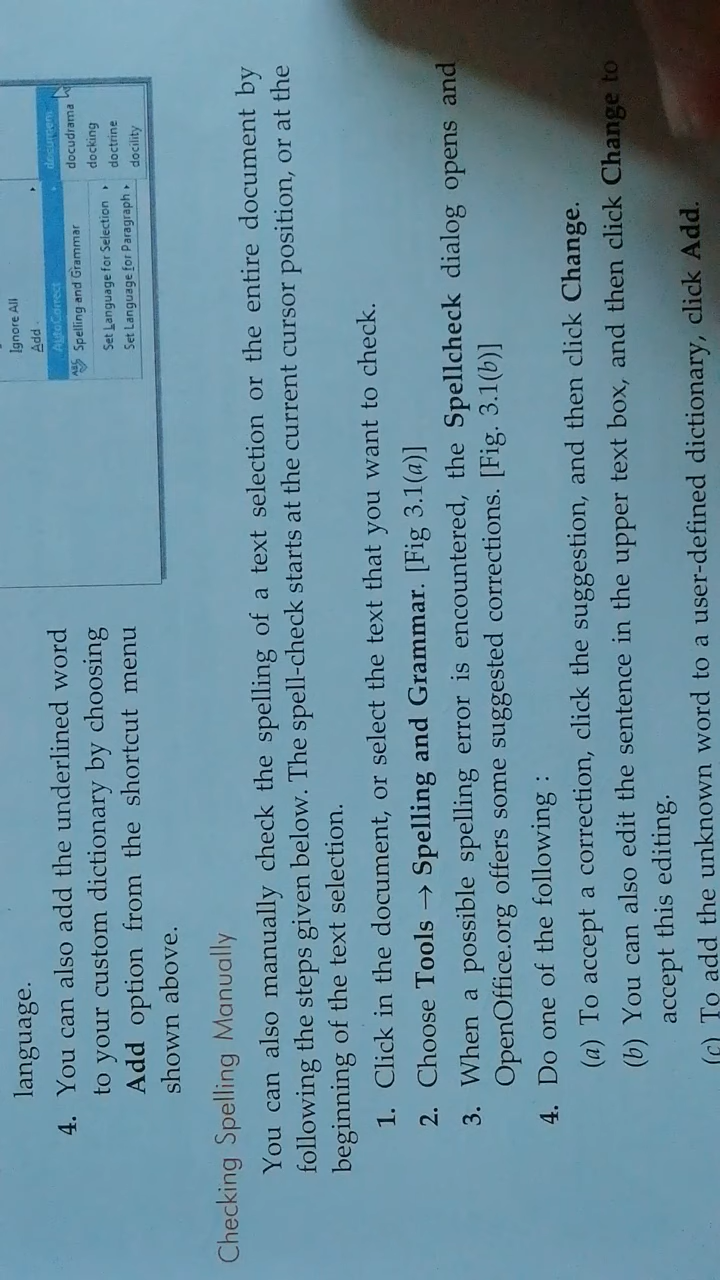 language.
4. You can also add the underlined word
to your custom dictionary by choosing
Add option from the shortcut menu
shown above.
Ignore All
Add
AutoCorrect
document
Spelling and Grammar
docudrama
docking
Set Language for Selection
doctrine
Set Language for Paragraph
docility
Checking Spelling Manually
You can also manually check the spelling of a text selection or the entire document by
following the steps given below. The spell-check starts at the current cursor position, or at the
beginning of the text selection.
1. Click in the document, or select the text that you want to check.
2. Choose Tools → Spelling and Grammar. [Fig 3.1(a)]
3. When a possible spelling error is encountered, the Spellcheck dialog opens and
OpenOffice.org offers some suggested corrections. [Fig. 3.1(b)]
4. Do one of the following :
(a) To accept a correction, click the suggestion, and then click Change.
(b) You can also edit the sentence in the upper text box, and then click Change to
accept this editing.
(c) To add the unknown word to a user-defined dictionary, click Add.